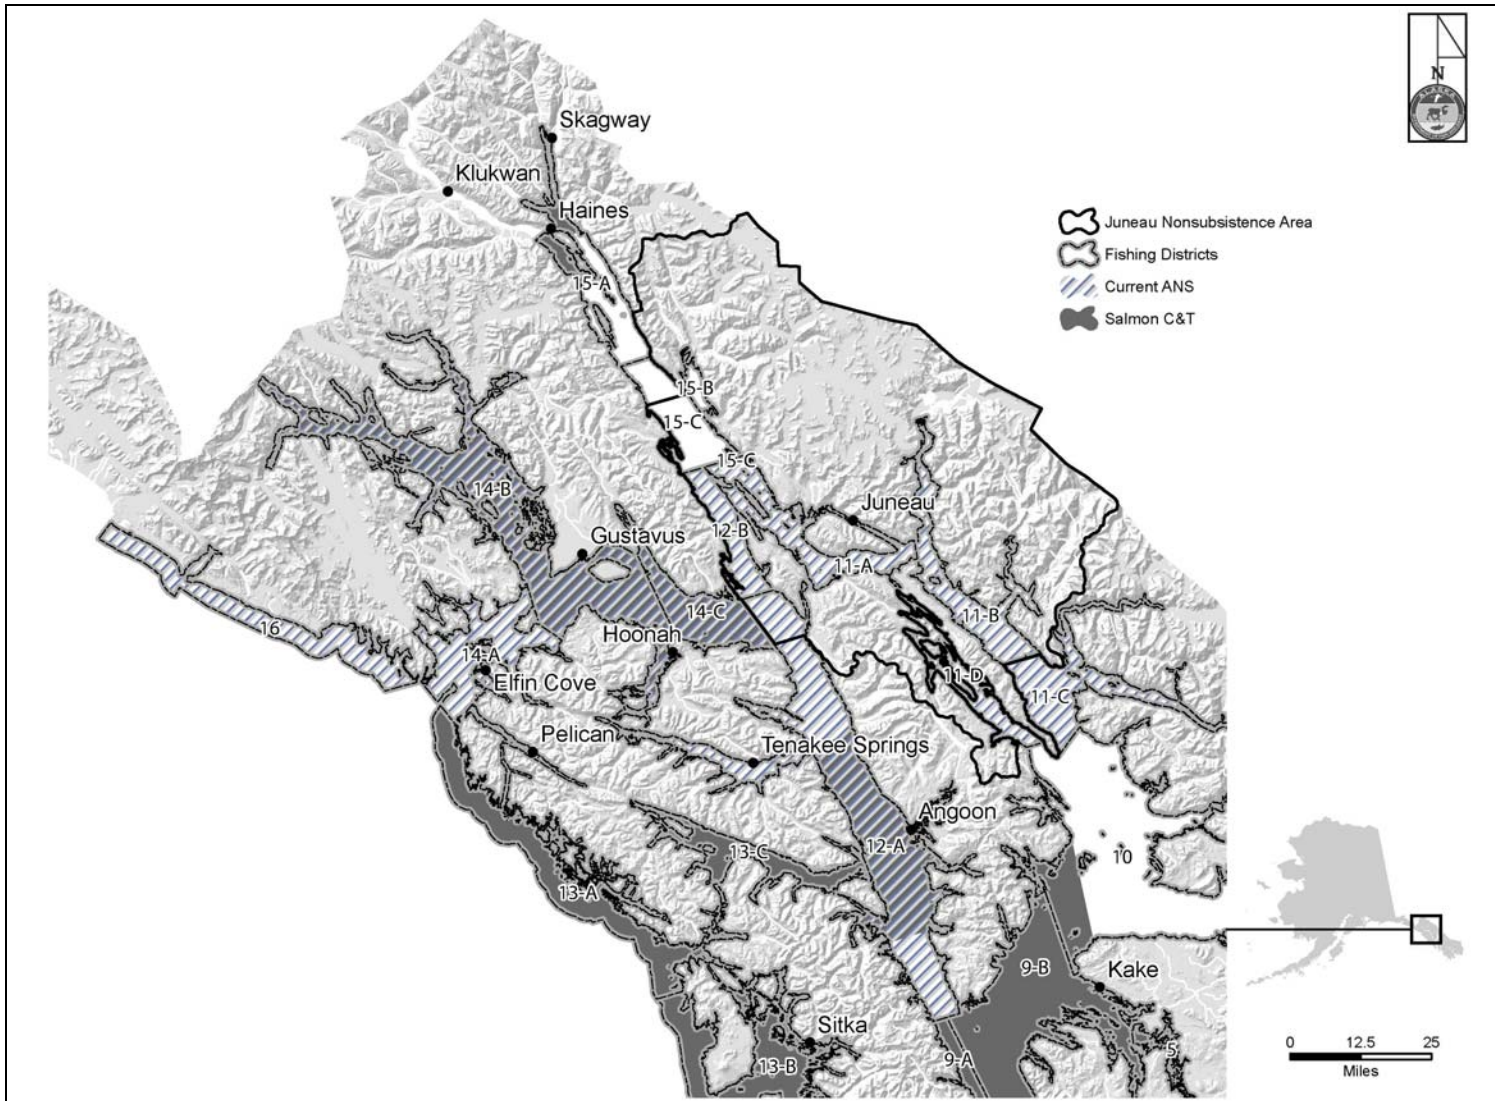 N
ALASKA
Skagway
Klukwan
Haines
Juneau Nonsubsistence Area
Fishing Districts
Current ANS
Salmon C&T
15-A
15-B
15-C
15-C
14-B
Juneau
12-B
Gustavus
11-A
14-C
11-B
16
Hoonah
14-A
Elfin Cove
11-D
11-C
Pelican
Tenakee Springs
Angoon
12-A
13-C
10
13-A
9-B
Kake
Sitka
13-B
9-A
5
0 12.5 25
Miles